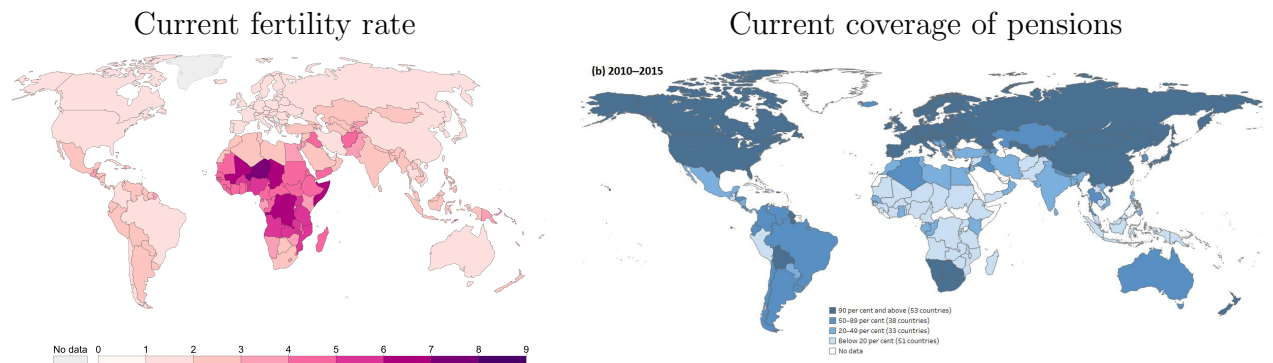 Current fertility rate
Current coverage of pensions
(b) 2010–2015
90 per cent and above (53 countries)
50–89 per cent (38 countries)
20–49 per cent (33 countries)
Below 20 per cent (51 countries)
No data
No data 0 1 2 3 4 5 6 7 8 9